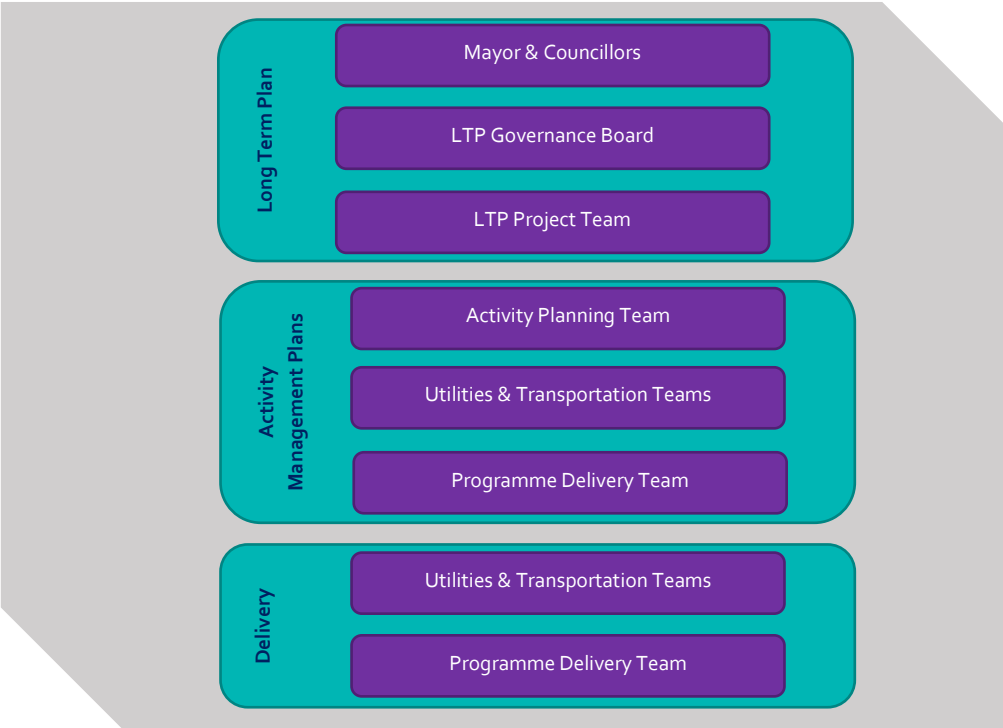 Long Term Plan
Mayor & Councillors
LTP Governance Board
LTP Project Team
Activity
Management Plans
Activity Planning Team
Utilities & Transportation Teams
Programme Delivery Team
Delivery
Utilities & Transportation Teams
Programme Delivery Team